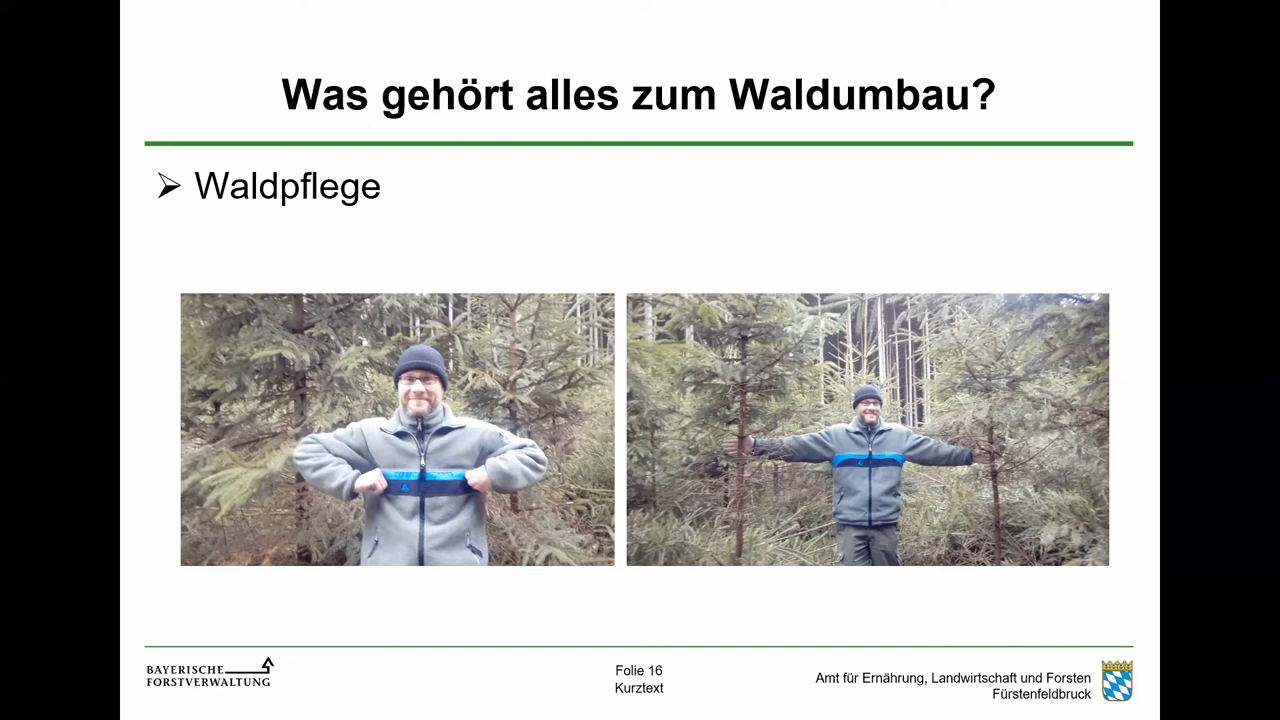 Was gehört alles zum Waldumbau?
➢ Waldpflege
BAYERISCHE
FORSTVERWALTUNG
Folie 16
Kurztext
Amt für Ernährung, Landwirtschaft und Forsten
Fürstenfeldbruck